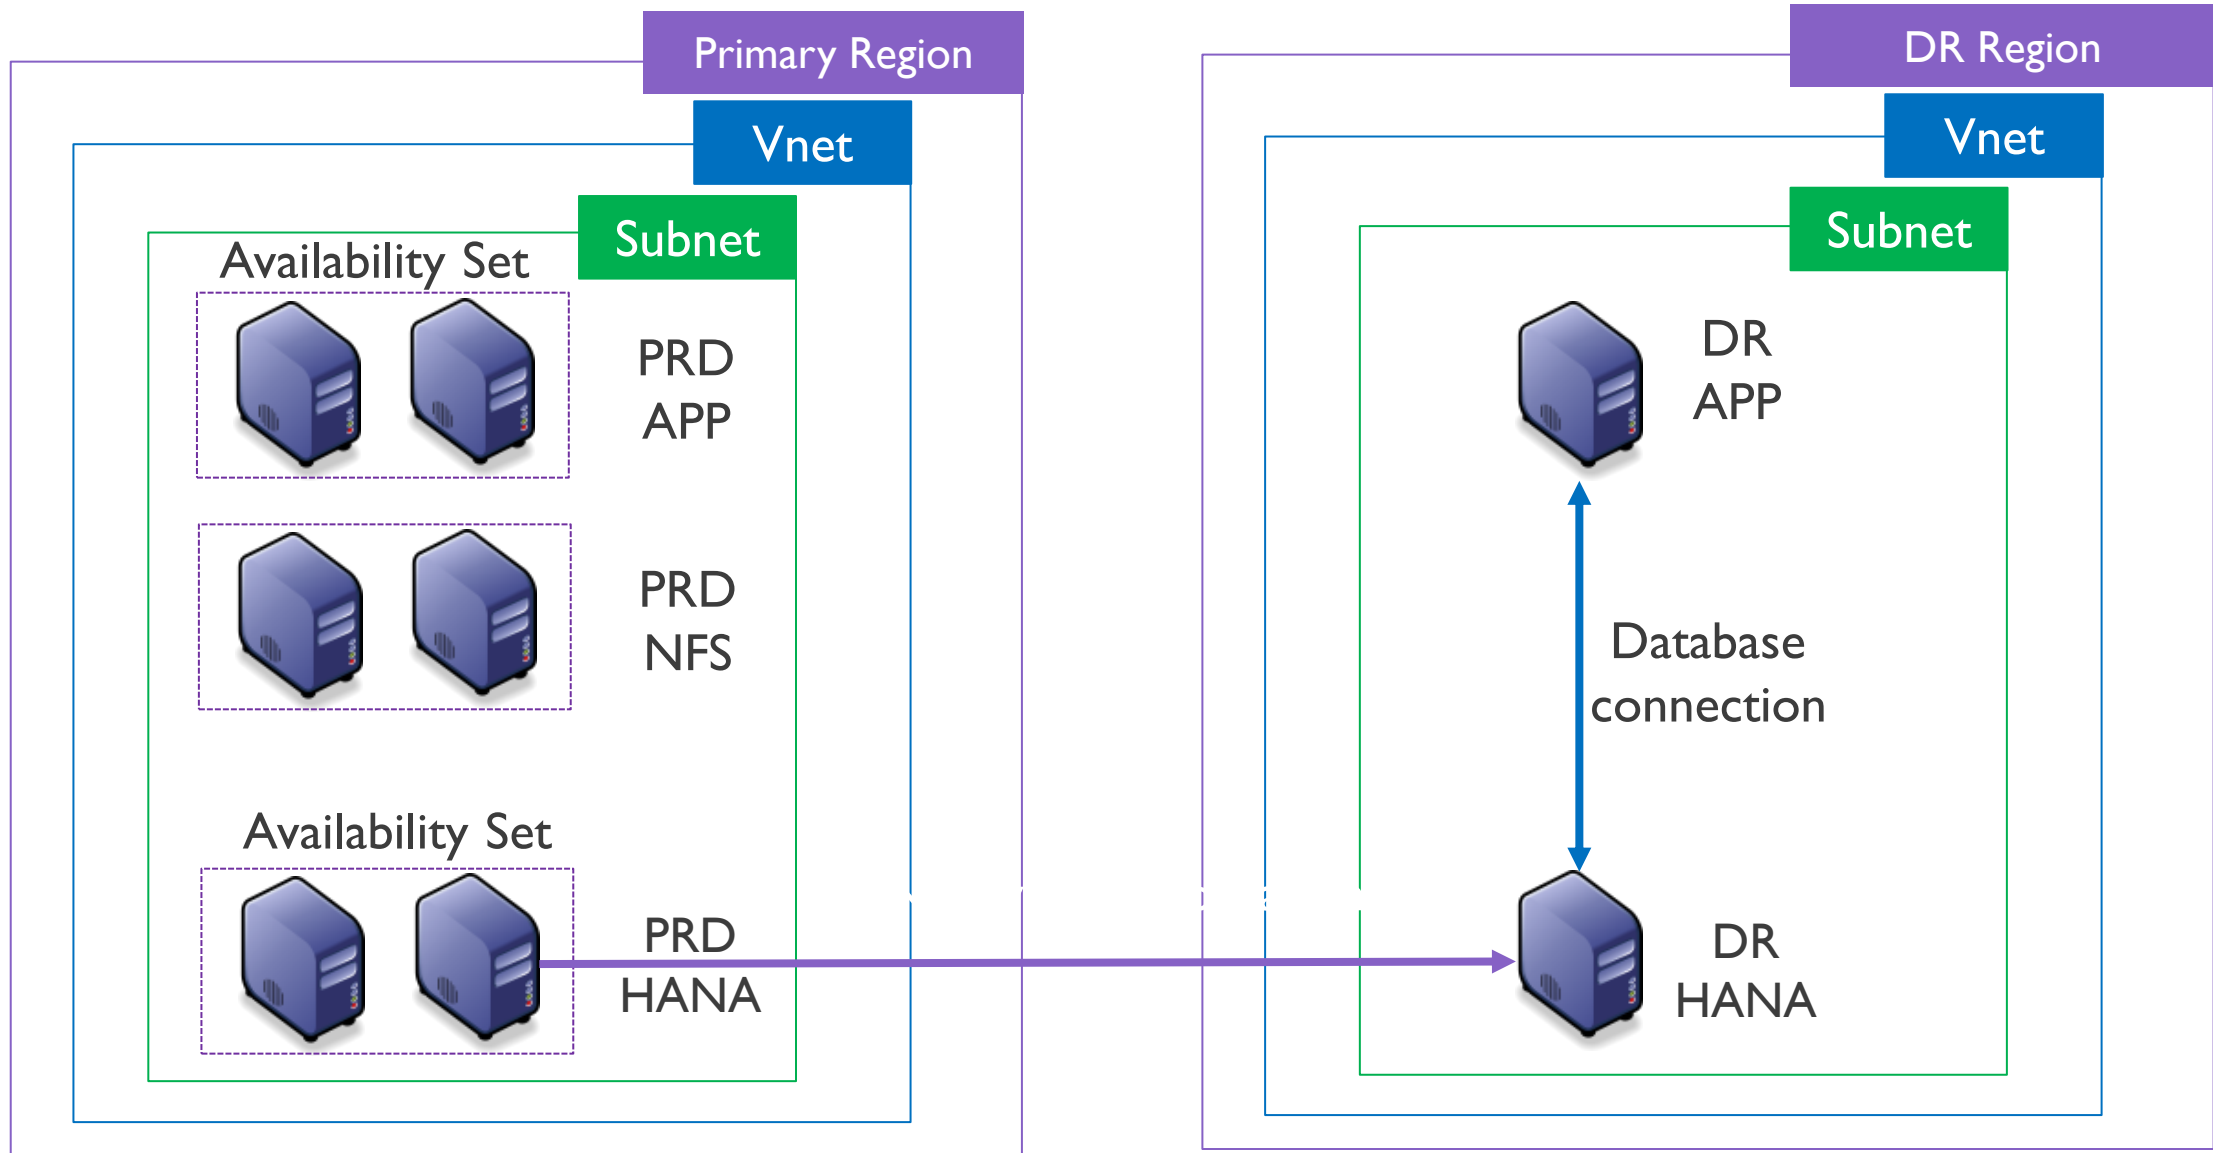 Primary Region
Vnet
Subnet
Availability Set
PRD
APP
PRD
NFS
Availability Set
PRD
HANA
DR Region
Vnet
Subnet
DR
APP
Database
connection
DR
HANA